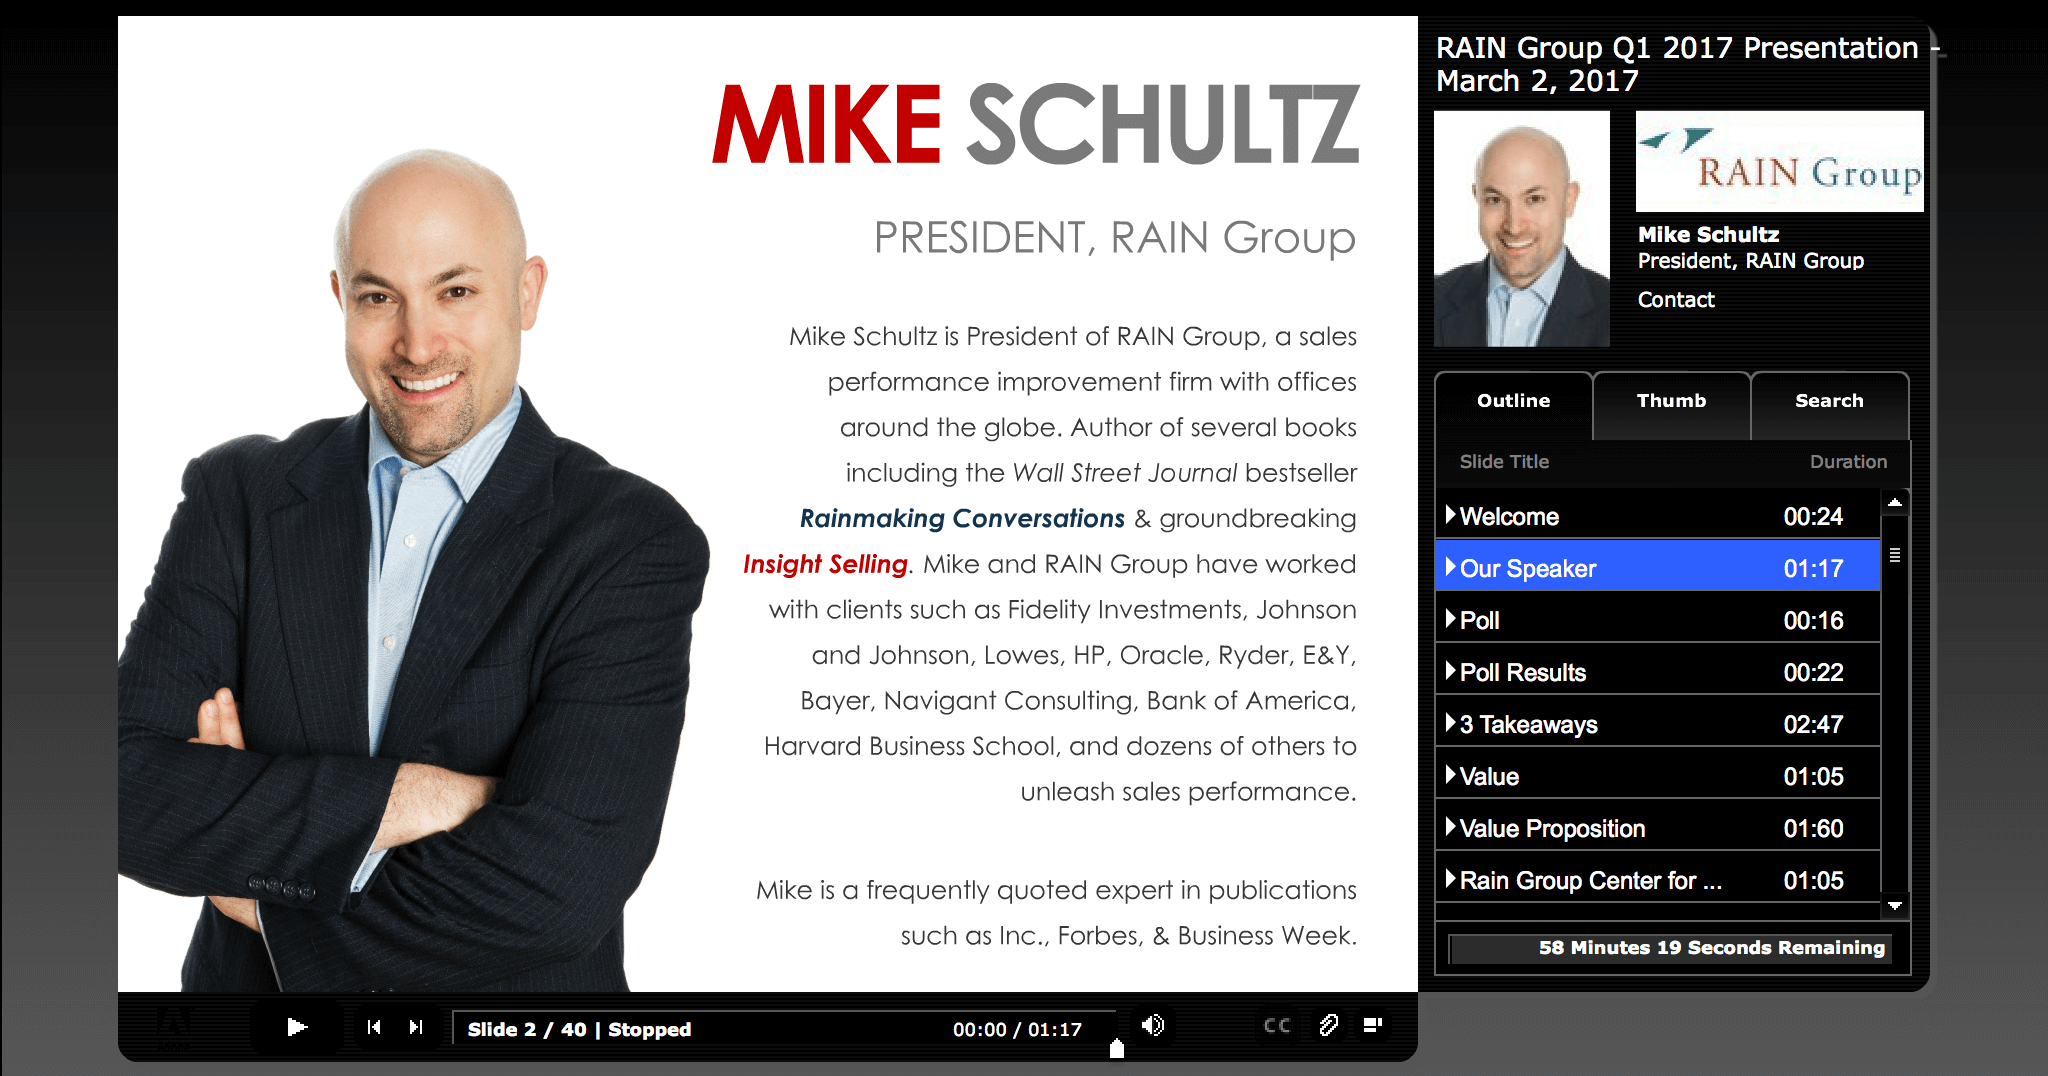 MIKE SCHULTZ
PRESIDENT, RAIN Group
Mike Schultz is President of RAIN Group, a sales
performance improvement firm with offices
around the globe. Author of several books
including the Wall Street Journal bestseller
Rainmaking Conversations & groundbreaking
Insight Selling. Mike and RAIN Group have worked
with clients such as Fidelity Investments, Johnson
and Johnson, Lowes, HP, Oracle, Ryder, E&Y,
Bayer, Navigant Consulting, Bank of America,
Harvard Business School, and dozens of others to
unleash sales performance.
Mike is a frequently quoted expert in publications
such as Inc., Forbes, & Business Week.
Slide 2 / 40 | Stopped 00:00 / 01:17
CC
RAIN Group Q1 2017 Presentation -
March 2, 2017
RAIN Group
Mike Schultz
President, RAIN Group
Contact
Outline Thumb Search
Slide Title Duration
Welcome 00:24
Our Speaker 01:17
Poll 00:16
Poll Results 00:22
3 Takeaways 02:47
Value 01:05
Value Proposition 01:60
Rain Group Center for ... 01:05
58 Minutes 19 Seconds Remaining